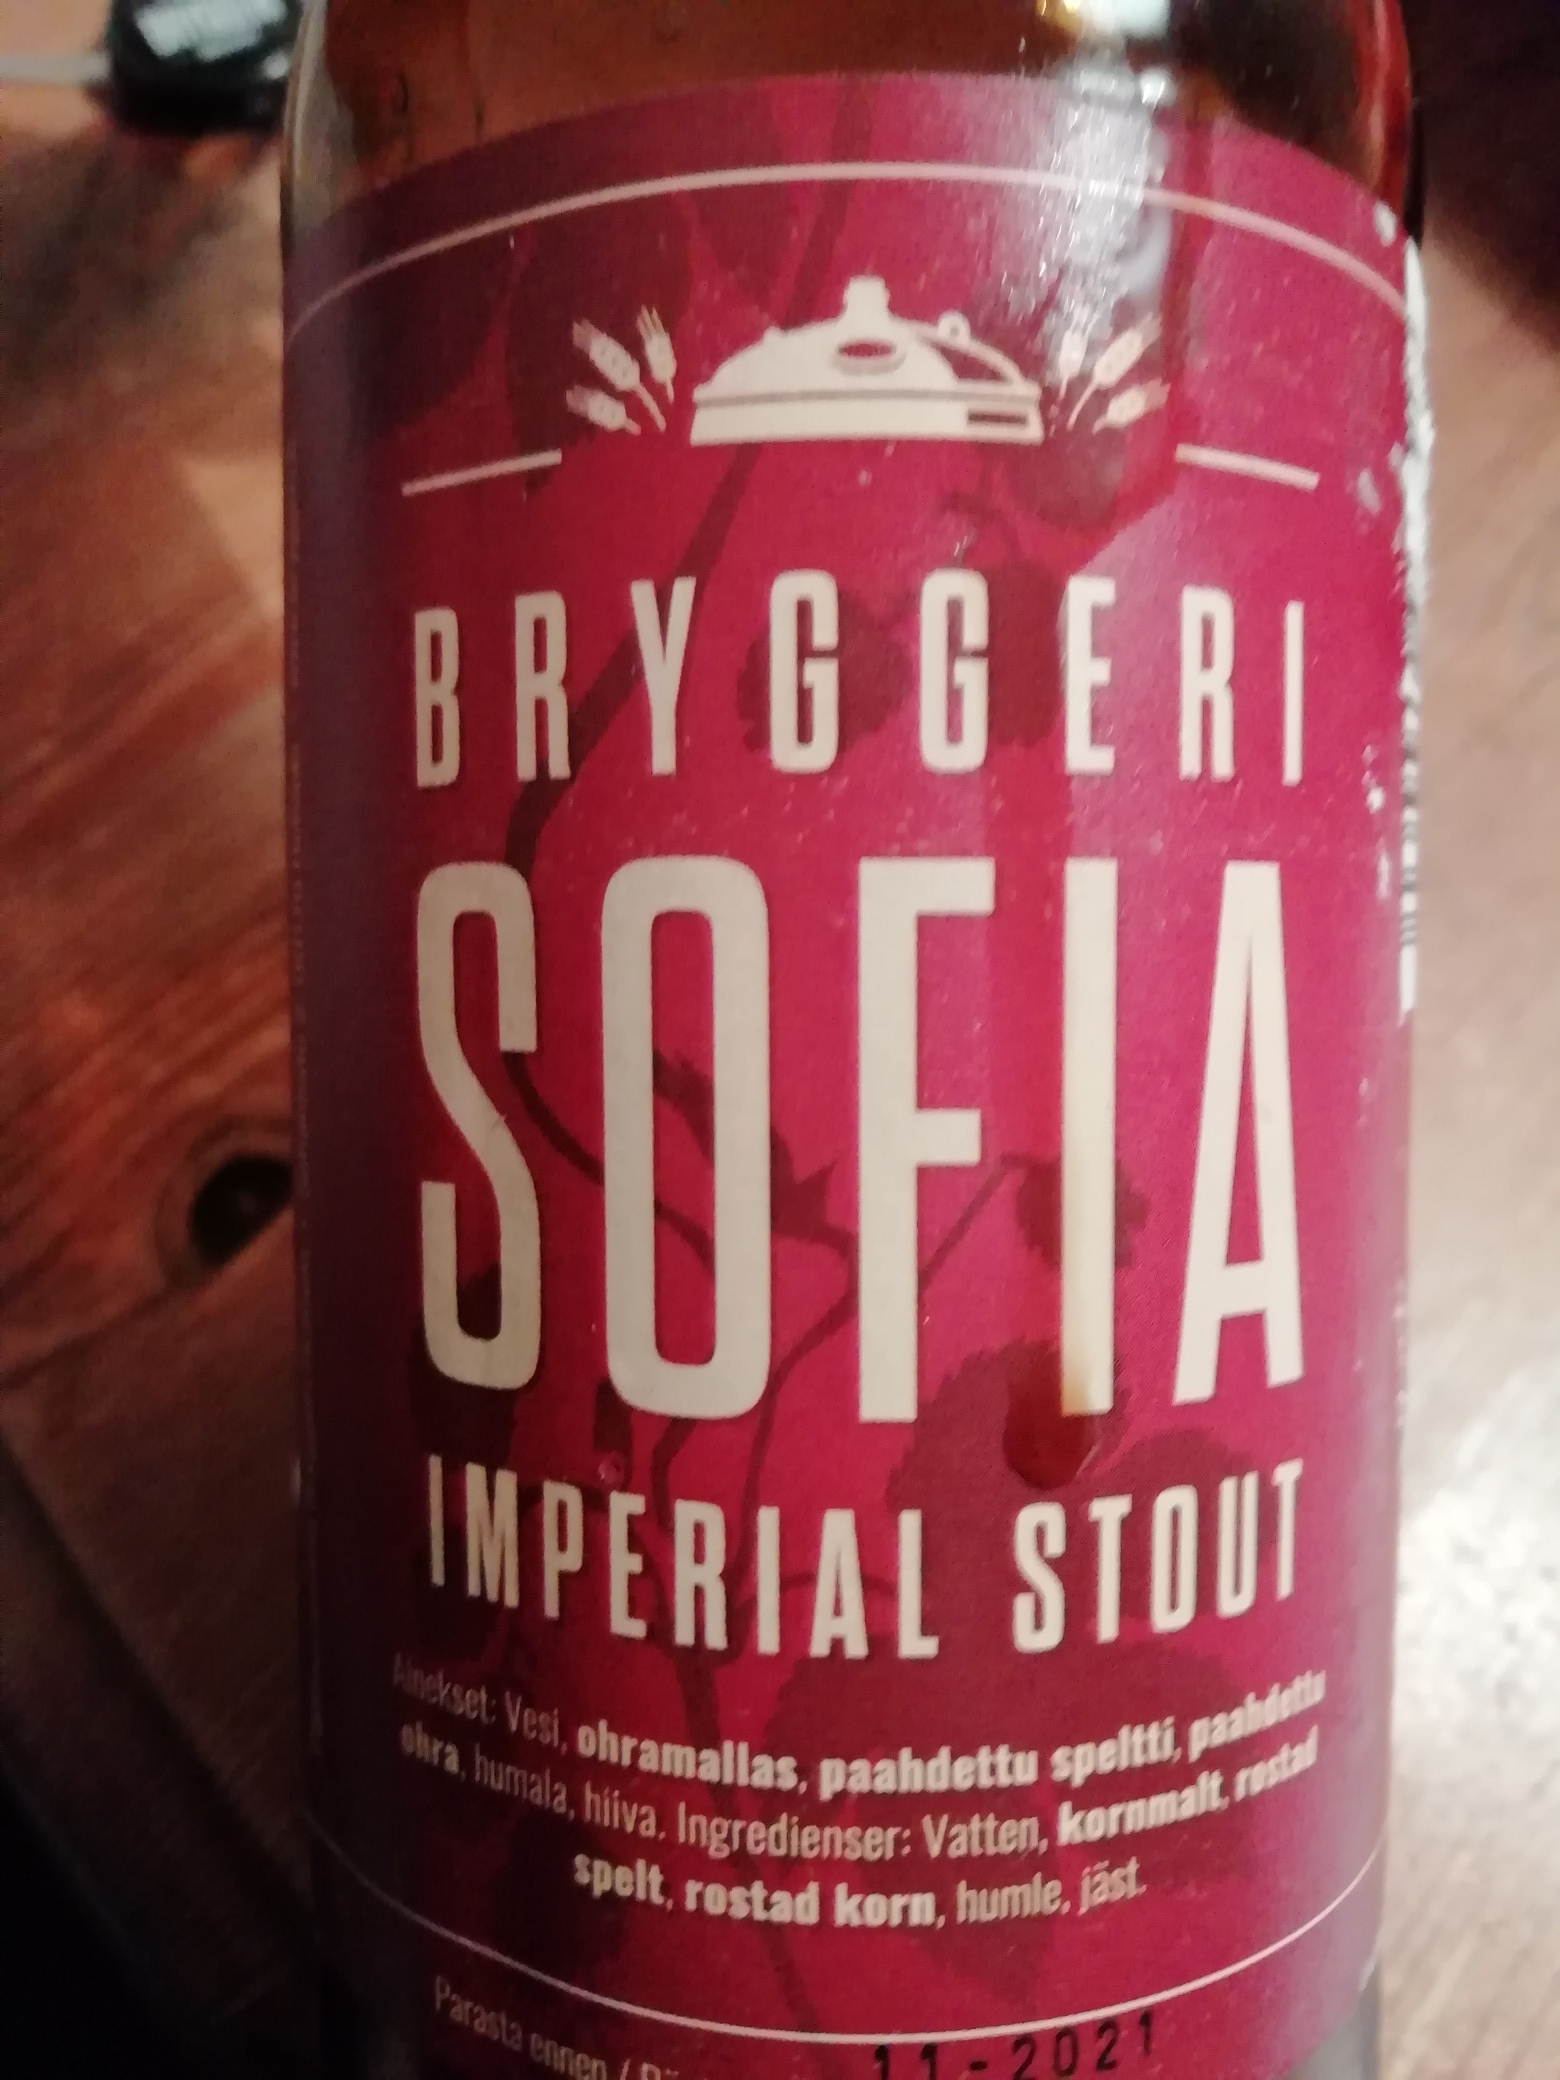 BRYGGERI
SOFIA
IMPERIAL STOUT
Ainekset: Vesi, ohramallas, paahdettu speltti, paahdettu
ohra, humala, hiiva. Ingredienser: Vatten, kornmalt, rostad
spelt, rostad korn, humle, jäst.
Parasta ennen /
11-2021